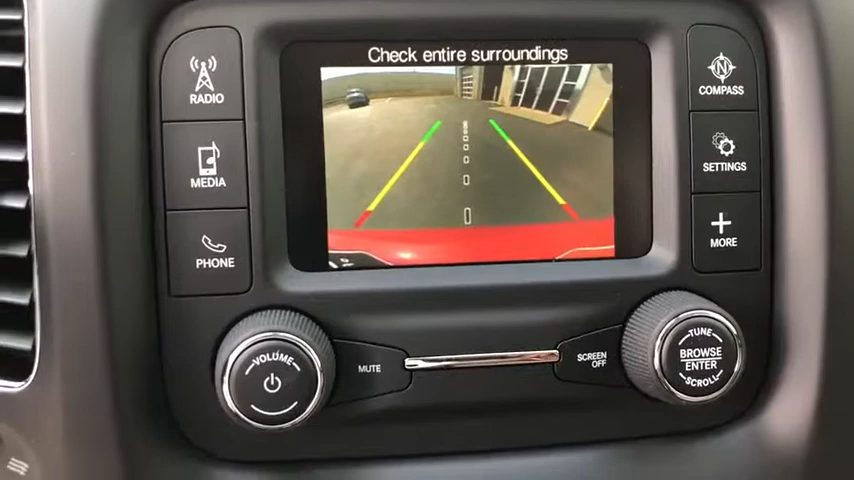 Check entire surroundings
RADIO
MEDIA
PHONE
N
COMPASS
SETTINGS
MORE
VOLUME
MUTE
SCREEN
OFF
TUNE
BROWSE
ENTER
SCROLL